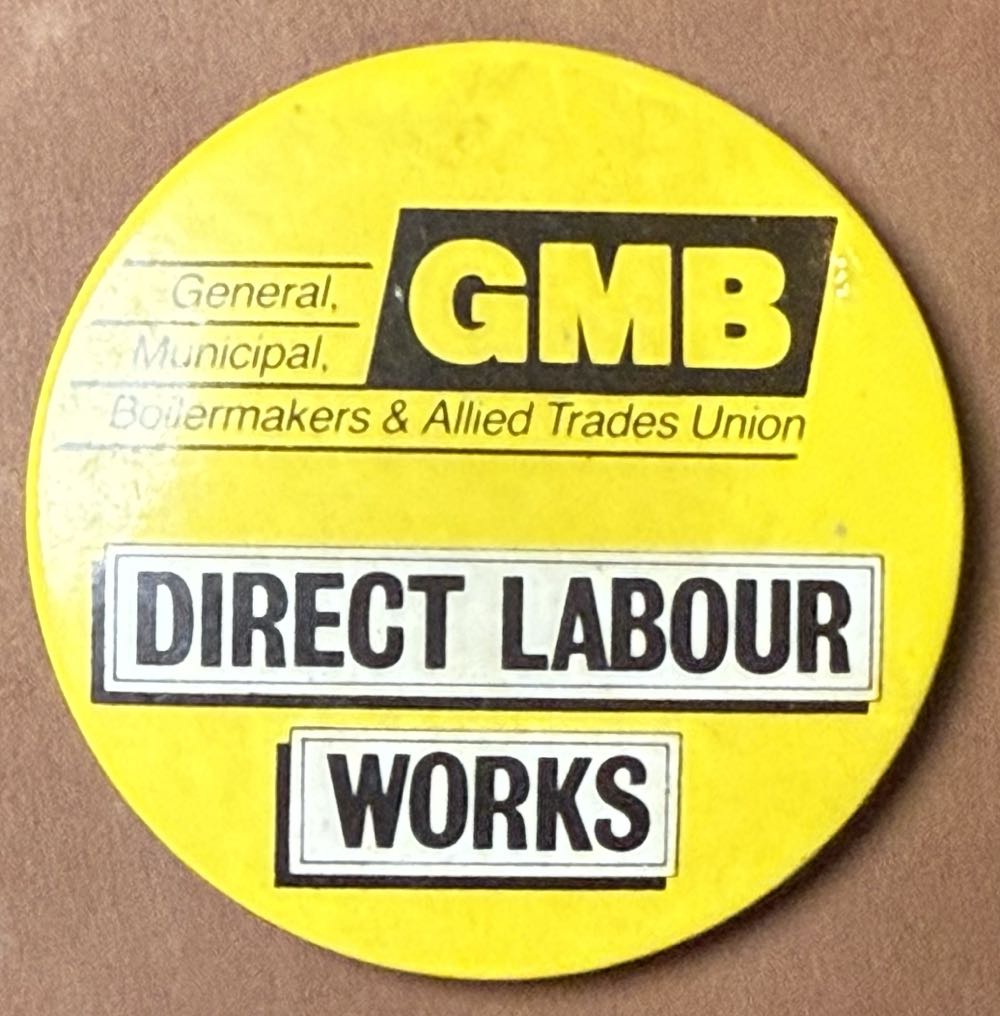 GMB
General,
Municipal,
Boilermakers & Allied Trades Union
DIRECT LABOUR
WORKS